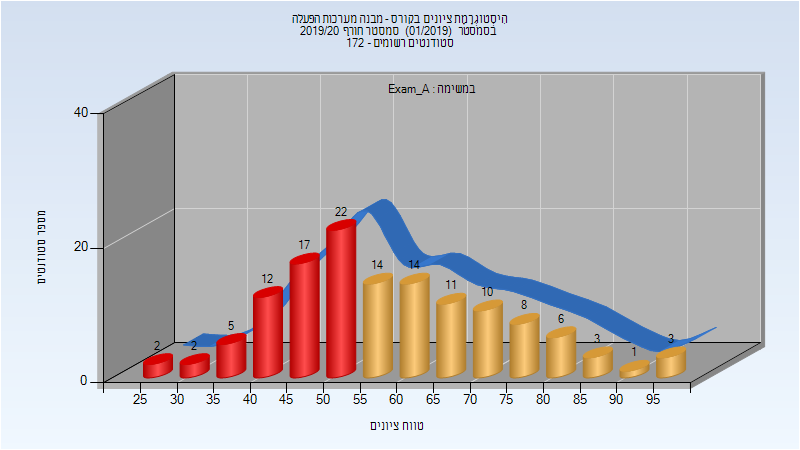 היסטוגרמת ציונים בקורס - מבנה מערכות הפעלה
בסמסטר (01/2019) סמסטר חורף 2019/20
סטודנטים רשומים - 172
במשימה : Exam_A
מספר סטודנטים
40
20
0
2 2 5 12 17 22 14 14 11 10 8 6 3 1 3
25 30 35 40 45 50 55 60 65 70 75 80 85 90 95
טווח ציונים